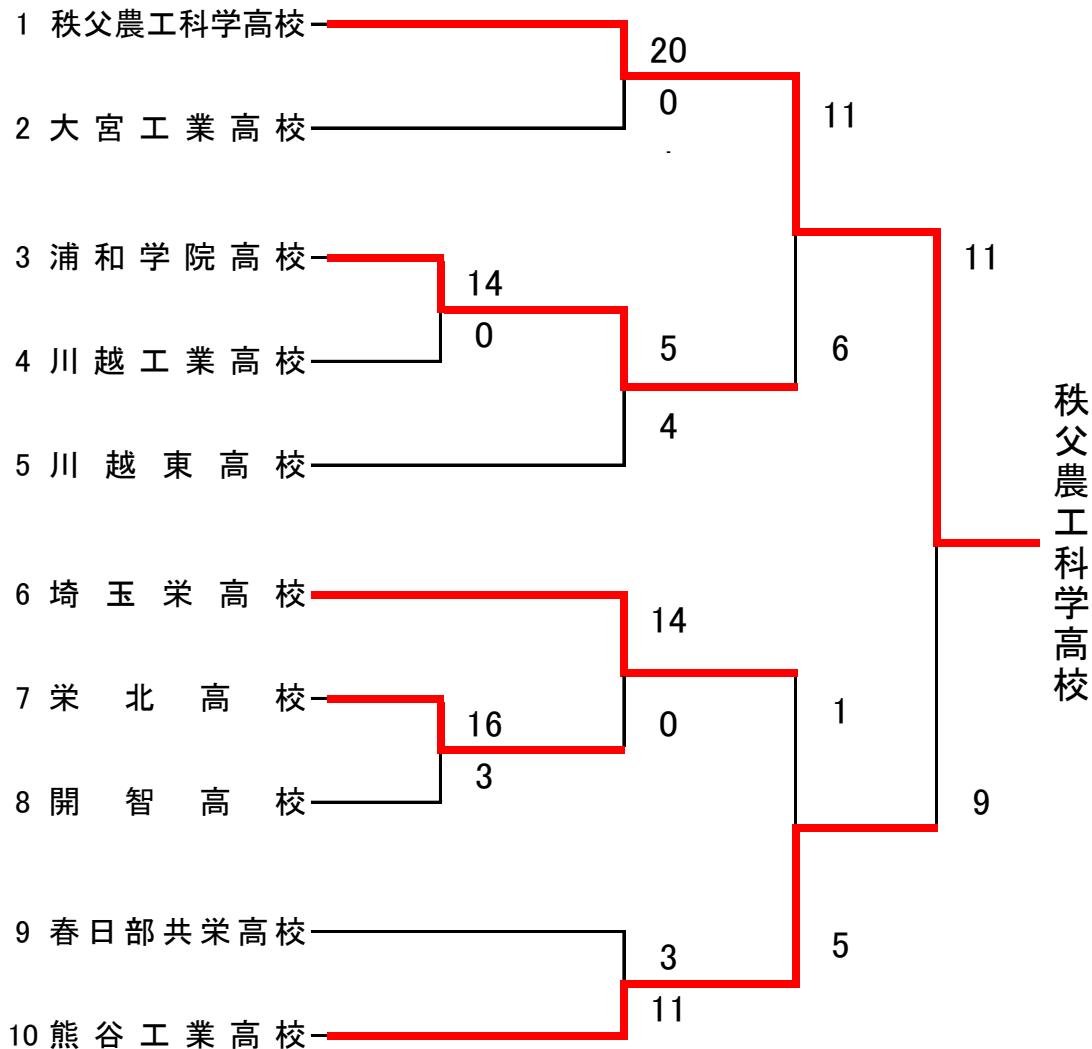 1 秩父農工科学高校
20
0
2 大宮工業高校
11
3 浦和学院高校
14
0
11
4 川越工業高校
5
6
4
5 川越東高校
秩父農工科学高校
6 埼玉栄高校
14
7 栄北高校
16
0
1
3
8 開智高校
9
9 春日部共栄高校
3
5
11
10 熊谷工業高校